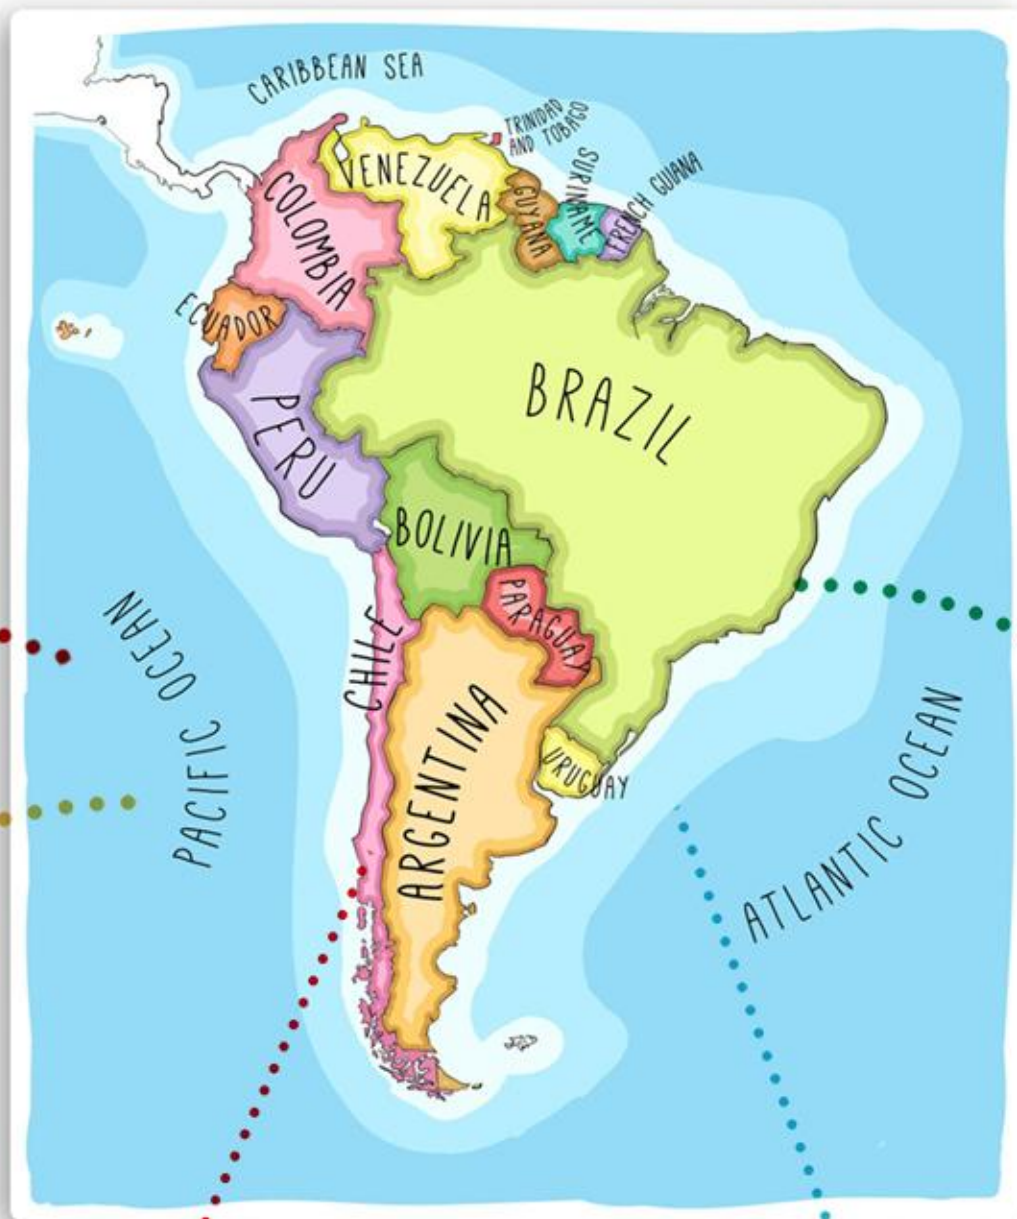 CARIBBEAN SEA
TRINIDAD
AND TOBAGO
VENEZUELA
COLOMBIA
GUYANA
SURINAME
FRENCH GUIANA
ECUADOR
PERU
BRAZIL
BOLIVIA
PARAGUAY
CHILE
ARGENTINA
URUGUAY
PACIFIC OCEAN
ATLANTIC OCEAN